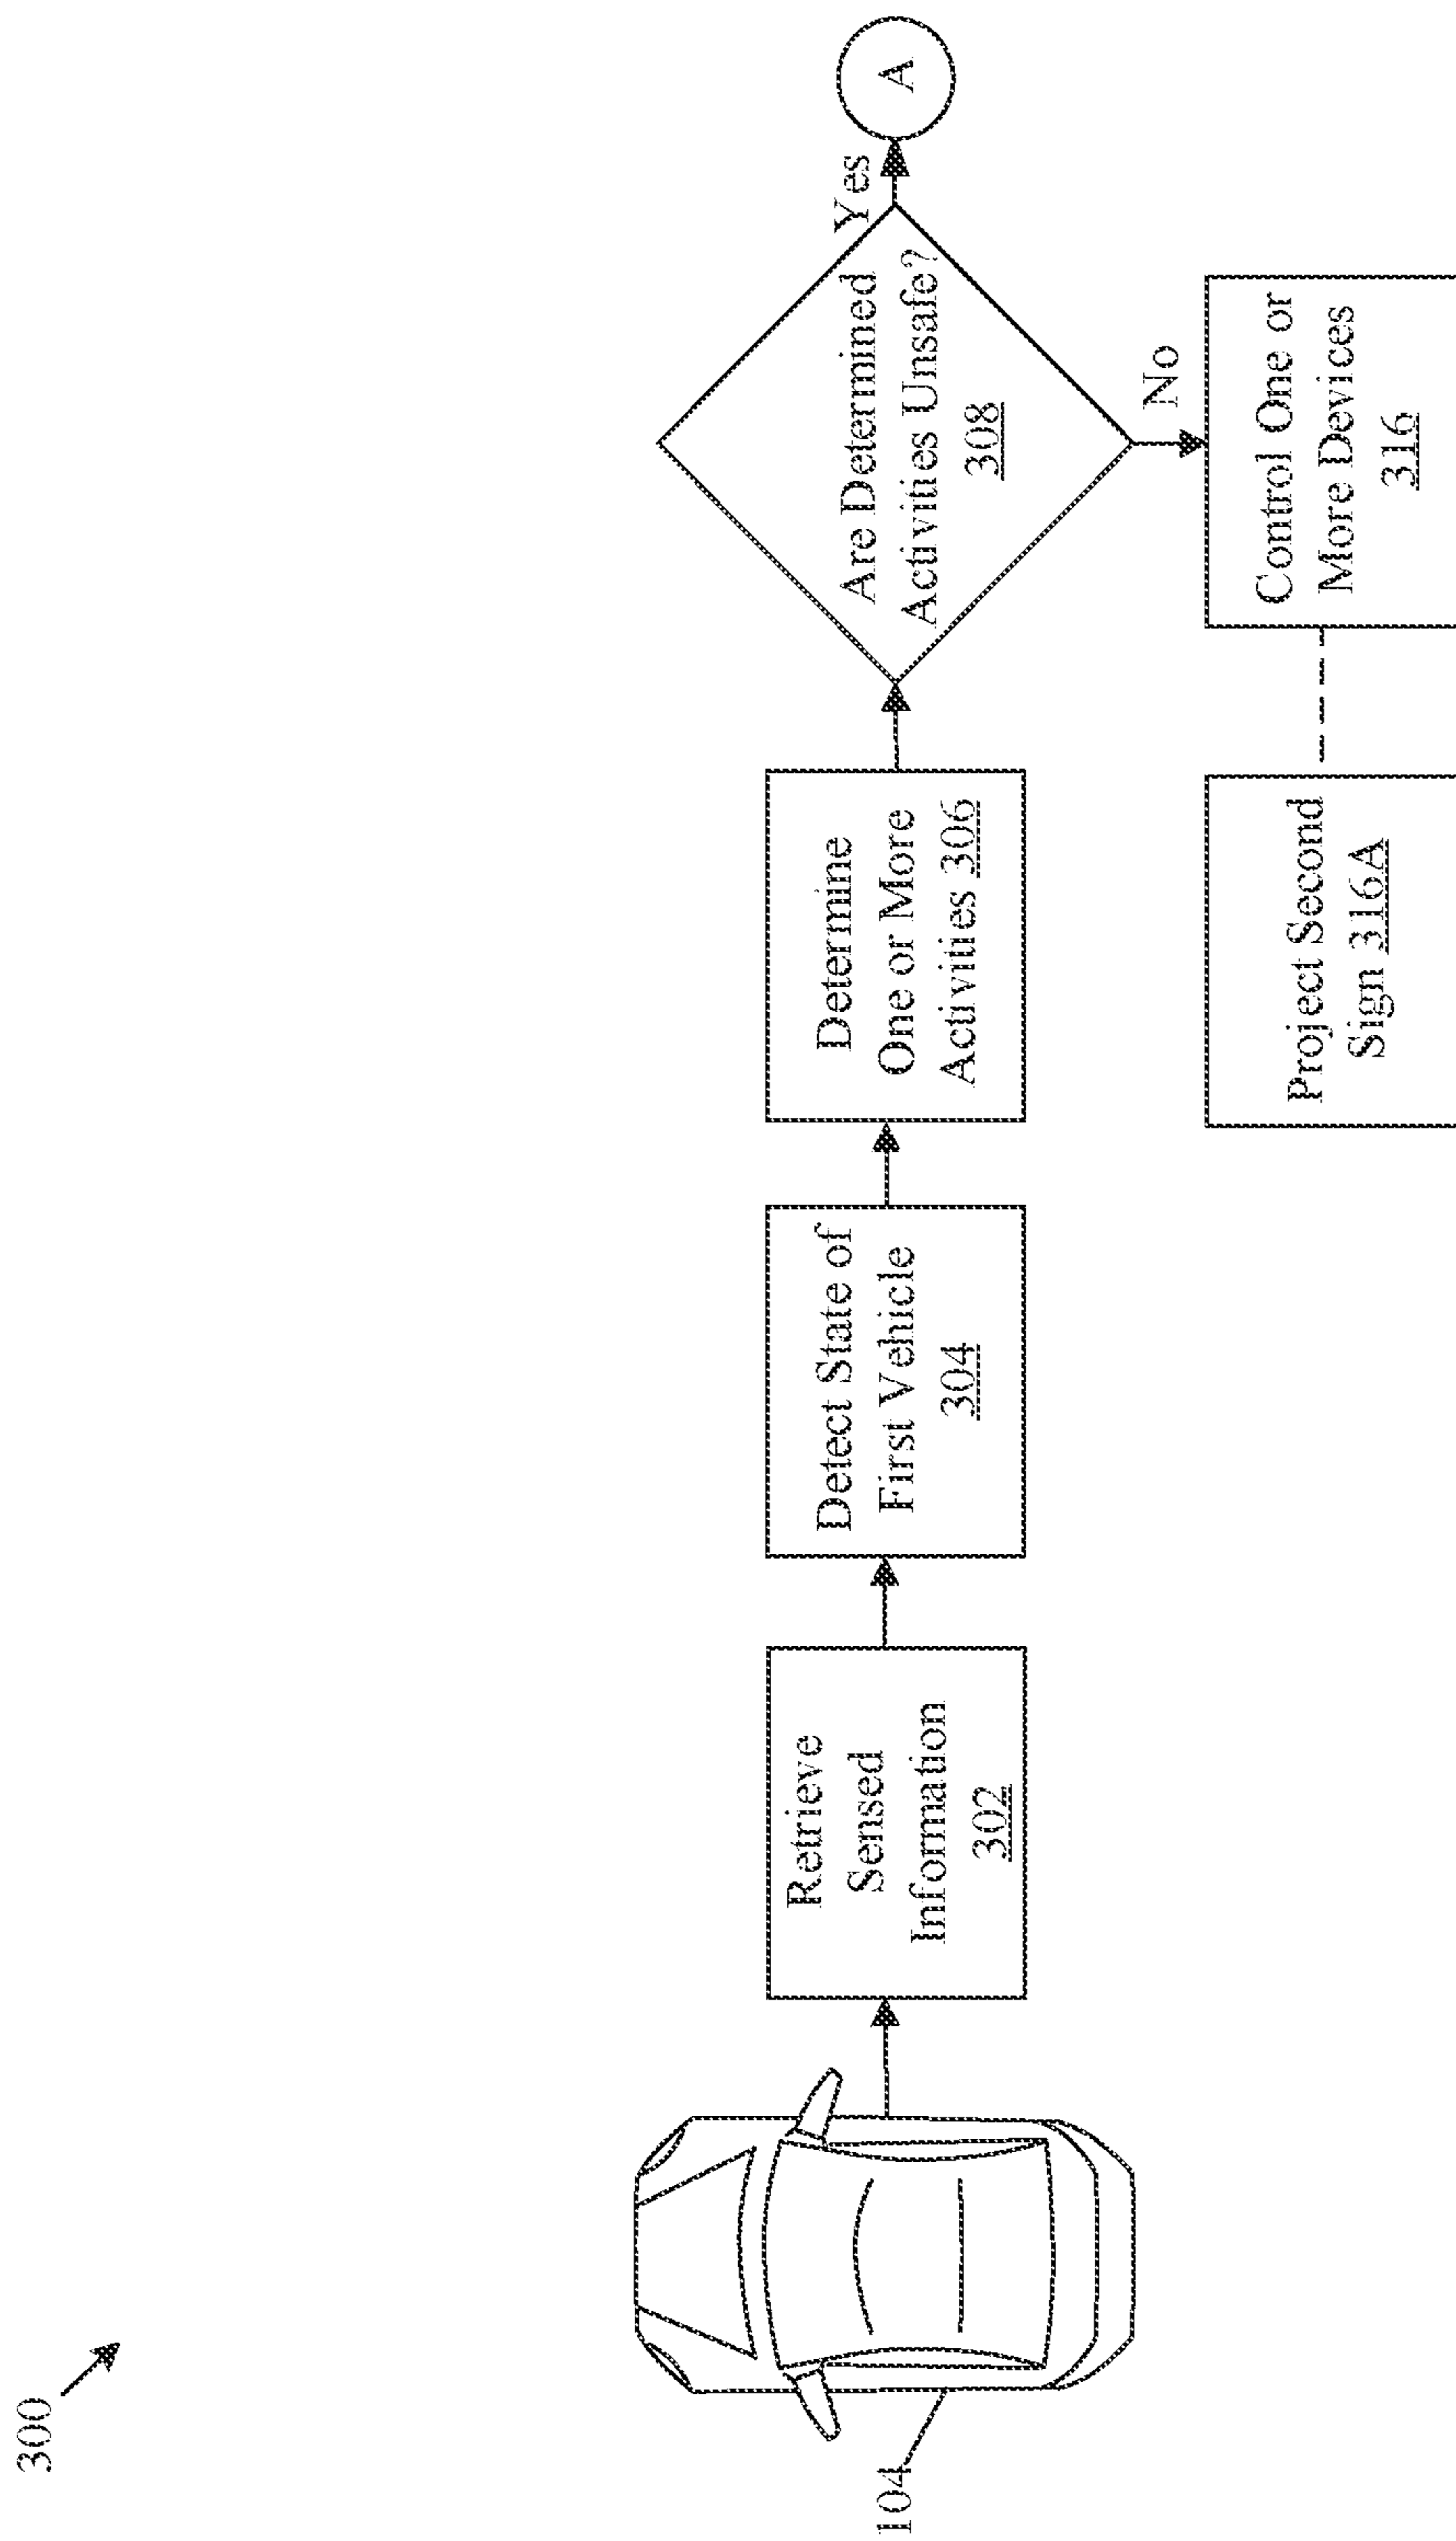 300
104
Retrieve
Sensed
Information
302
Detect State of
First Vehicle
304
Determine
One or More
Activities 306
Are Determined
Activities Unsafe?
308
Yes
A
No
Control One or
More Devices
316
Project Second
Sign 316A